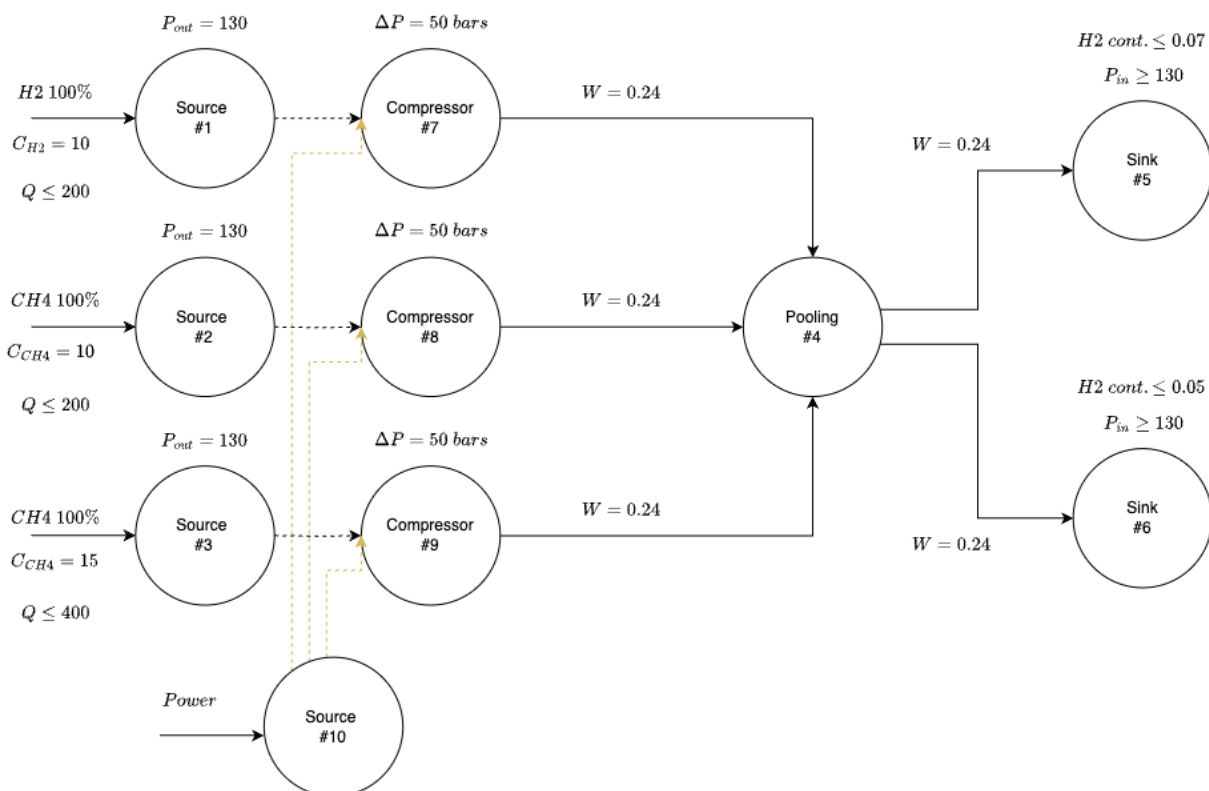 P_out = 130
ΔP = 50 bars
H2 cont. ≤ 0.07
P_in ≥ 130
H2 100%
C_H2 = 10
Q ≤ 200
Source
#1
Compressor
#7
W = 0.24
W = 0.24
Sink
#5
P_out = 130
ΔP = 50 bars
CH4 100%
C_CH4 = 10
Q ≤ 200
Source
#2
Compressor
#8
W = 0.24
Pooling
#4
H2 cont. ≤ 0.05
P_in ≥ 130
P_out = 130
ΔP = 50 bars
CH4 100%
C_CH4 = 15
Q ≤ 400
Source
#3
Compressor
#9
W = 0.24
W = 0.24
Sink
#6
Power
Source
#10